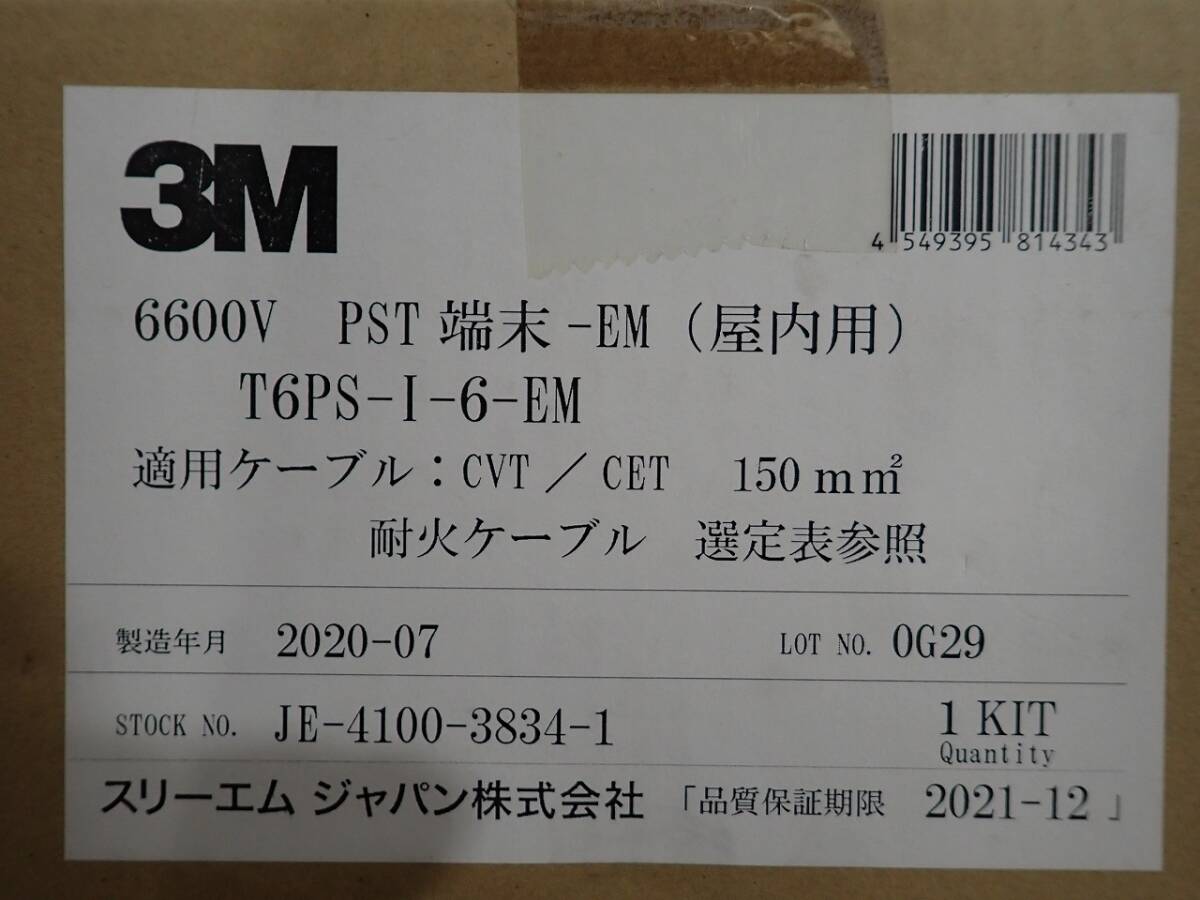 3M
4 549395 814343
6600V PST 端末 -EM (屋内用)
T6PS-I-6-EM
適用ケーブル：CVT ／ CET 150 mm²
耐火ケーブル 選定表参照
製造年月 2020-07 LOT NO. 0G29
STOCK NO. JE-4100-3834-1 1 KIT
Quantity
スリーエム ジャパン株式会社 「品質保証期限 2021-12 」